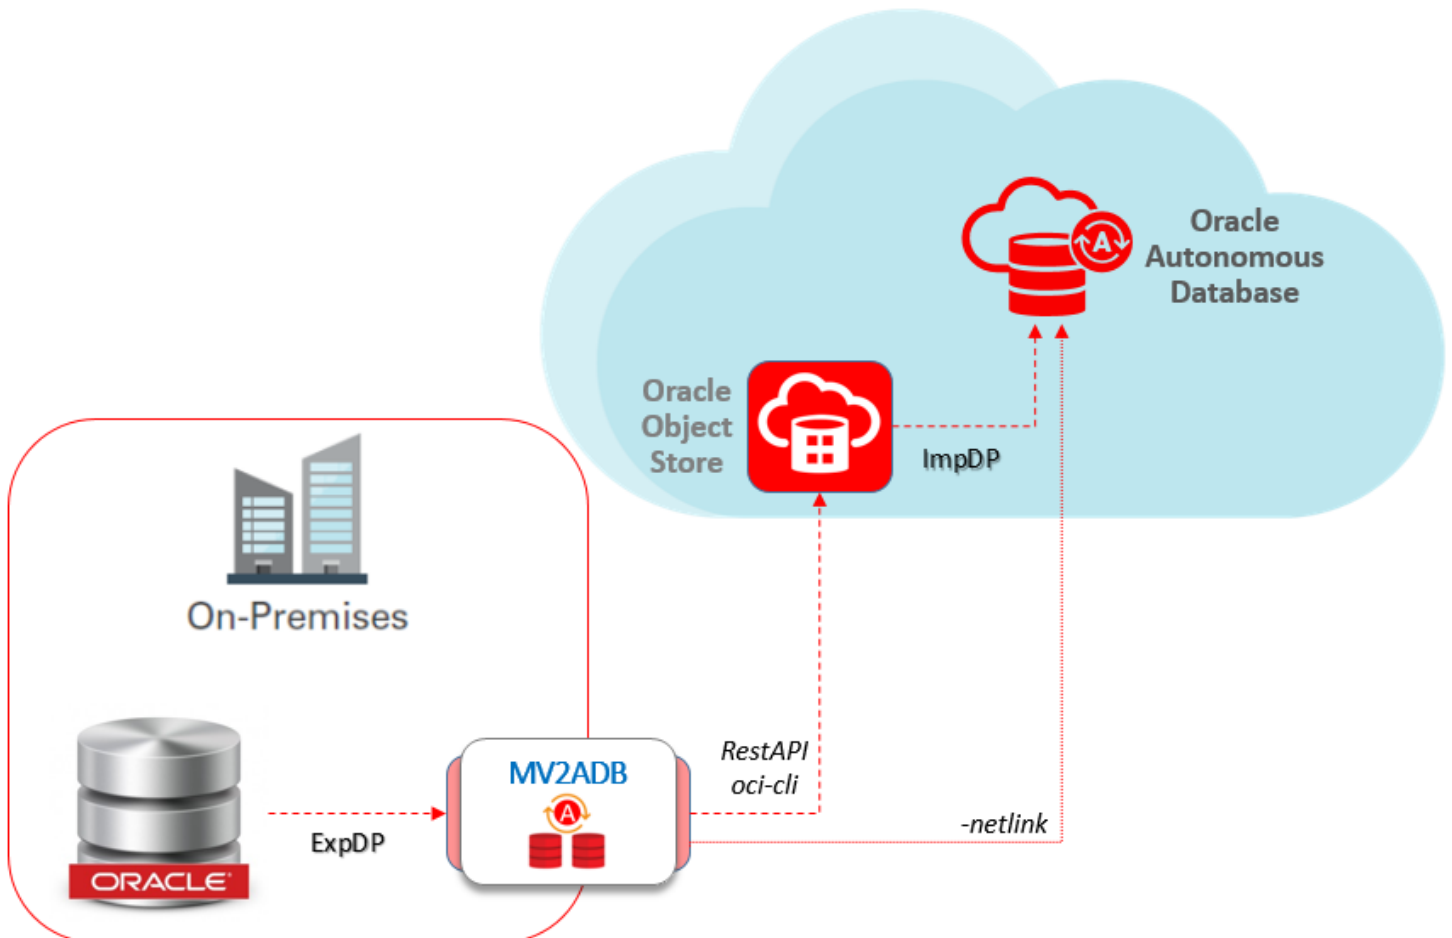 Oracle
Autonomous
Database
A
Oracle
Object
Store
ImpDP
On-Premises
RestAPI
oci-cli
MV2ADB
A
-netlink
ExpDP
ORACLE